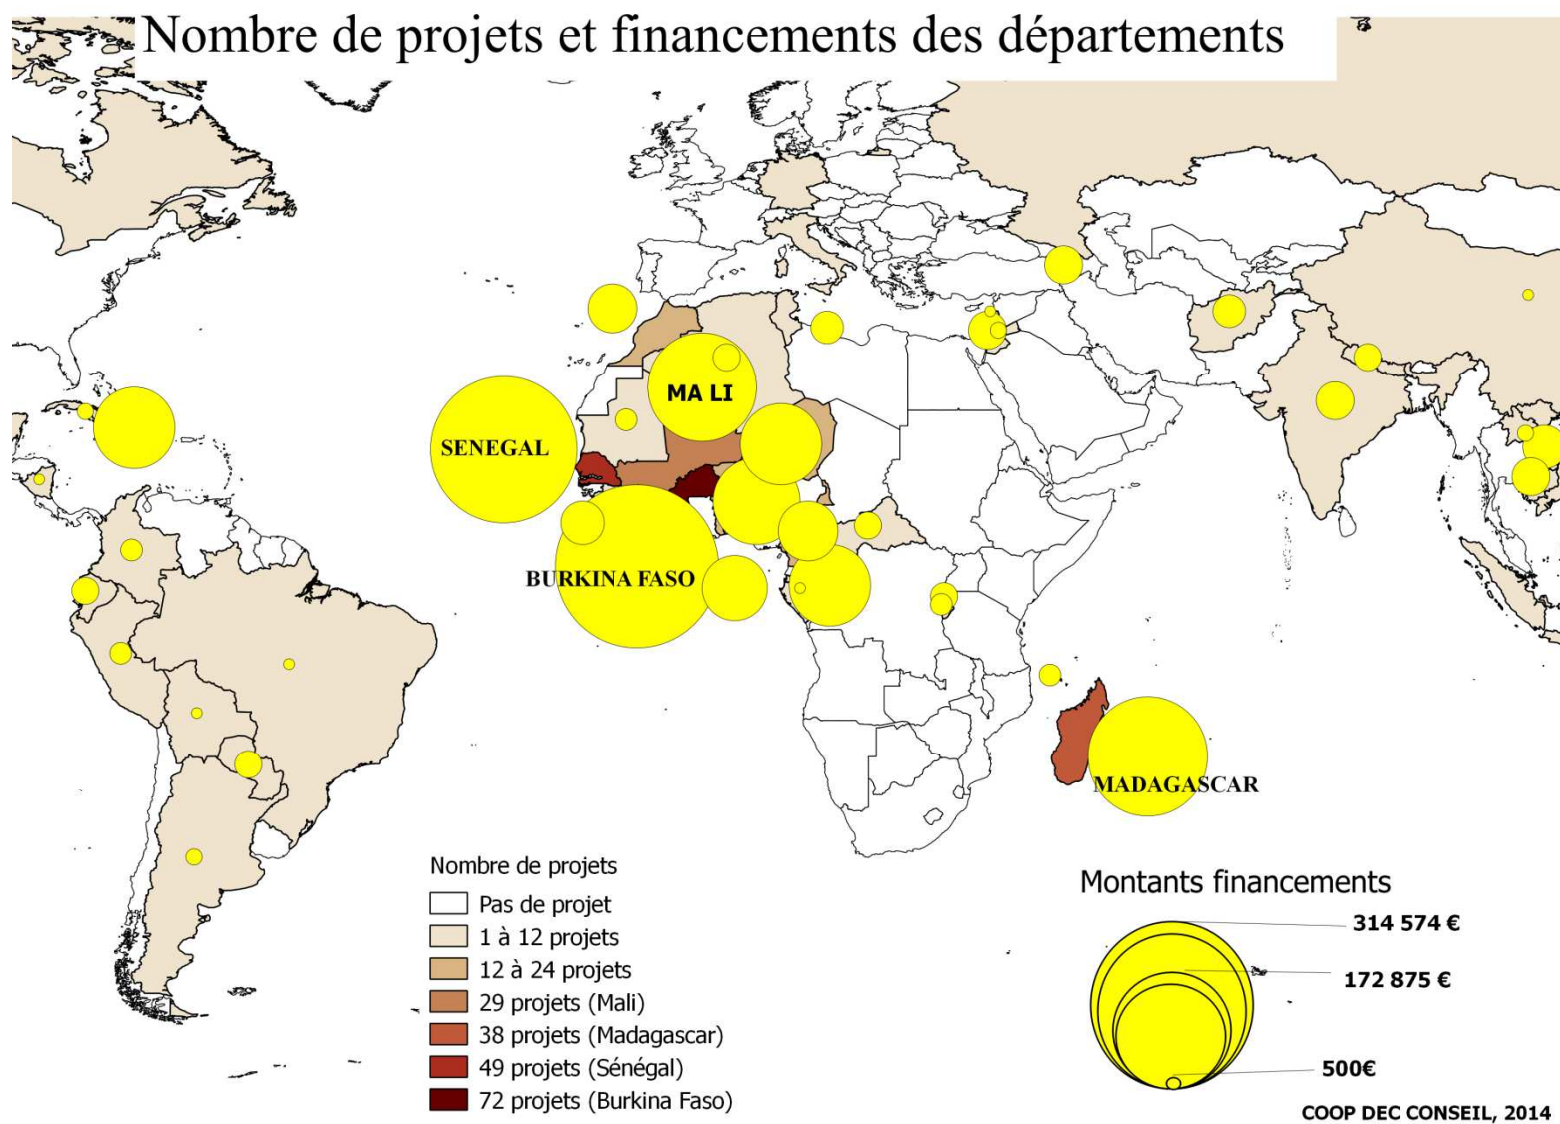 Nombre de projets et financements des départements
MA LI
SENEGAL
BURKINA FASO
MADAGASCAR
Nombre de projets
Pas de projet
1 à 12 projets
12 à 24 projets
29 projets (Mali)
38 projets (Madagascar)
49 projets (Sénégal)
72 projets (Burkina Faso)
Montants financements
314 574 €
172 875 €
500€
COOP DEC CONSEIL, 2014